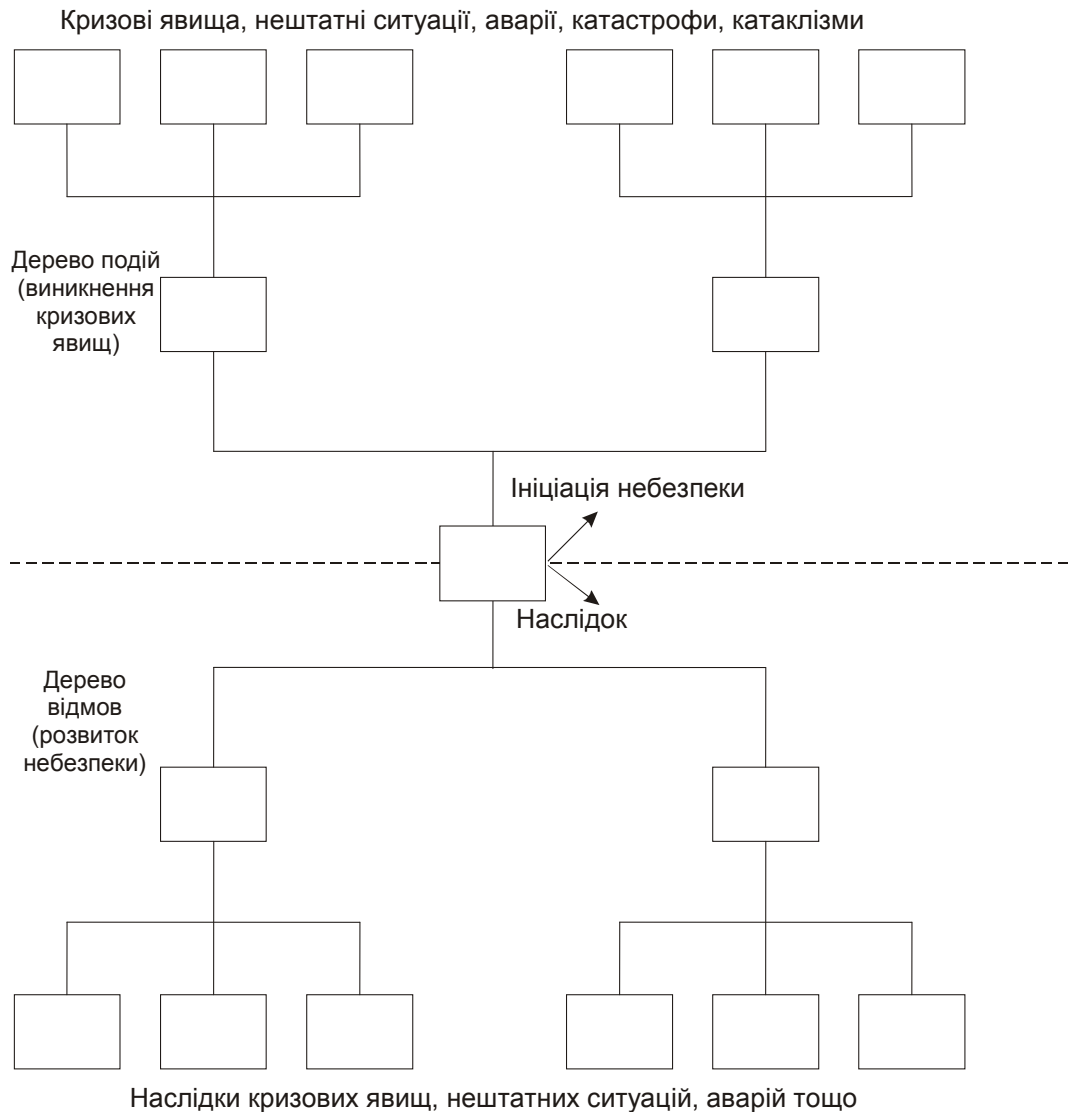 Кризові явища, нештатні ситуації, аварії, катастрофи, катаклізми
Дерево подій
(виникнення
кризових
явищ)
Ініціація небезпеки
Наслідок
Дерево
відмов
(розвиток
небезпеки)
Наслідки кризових явищ, нештатних ситуацій, аварій тощо